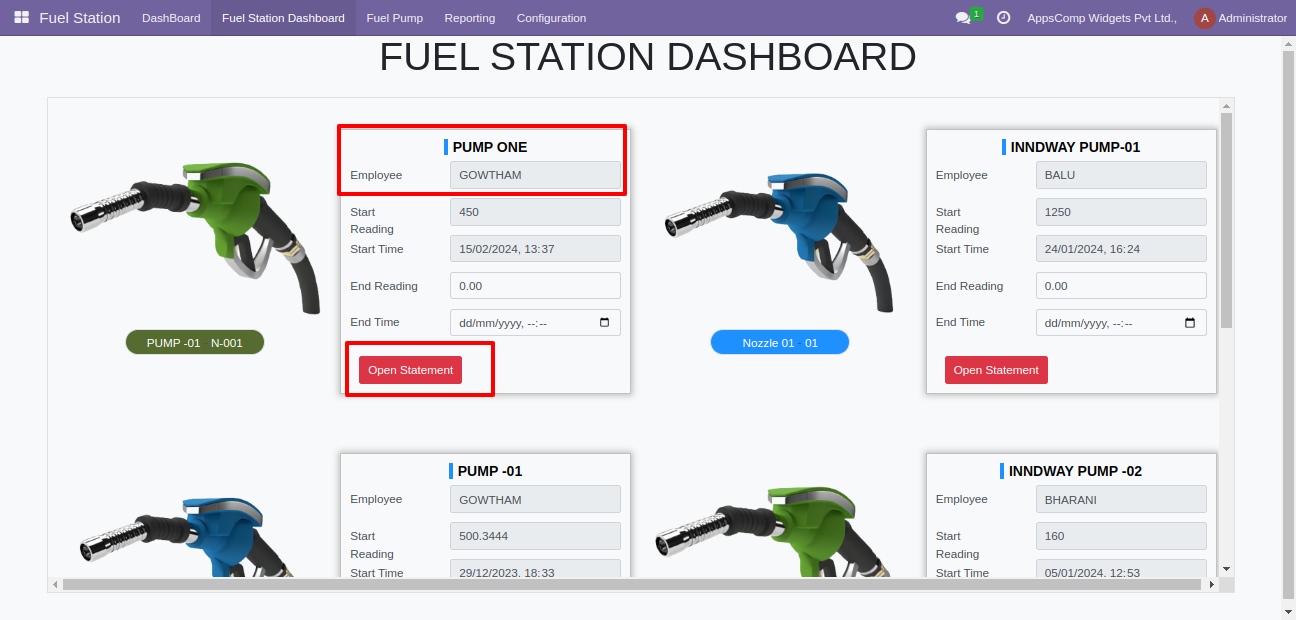 Fuel Station DashBoard Fuel Station Dashboard Fuel Pump Reporting Configuration 1 AppsComp Widgets Pvt Ltd., A Administrator
FUEL STATION DASHBOARD
PUMP ONE
Employee GOWTHAM
Start Reading 450
Start Time 15/02/2024, 13:37
End Reading 0.00
End Time dd/mm/yyyy, --:--
PUMP -01 N-001
Open Statement
INNDWAY PUMP-01
Employee BALU
Start Reading 1250
Start Time 24/01/2024, 16:24
End Reading 0.00
End Time dd/mm/yyyy, --:--
Nozzle 01 - 01
Open Statement
PUMP -01
Employee GOWTHAM
Start Reading 500.3444
Start Time 29/12/2023, 18:33
INNDWAY PUMP -02
Employee BHARANI
Start Reading 160
Start Time 05/01/2024, 12:53